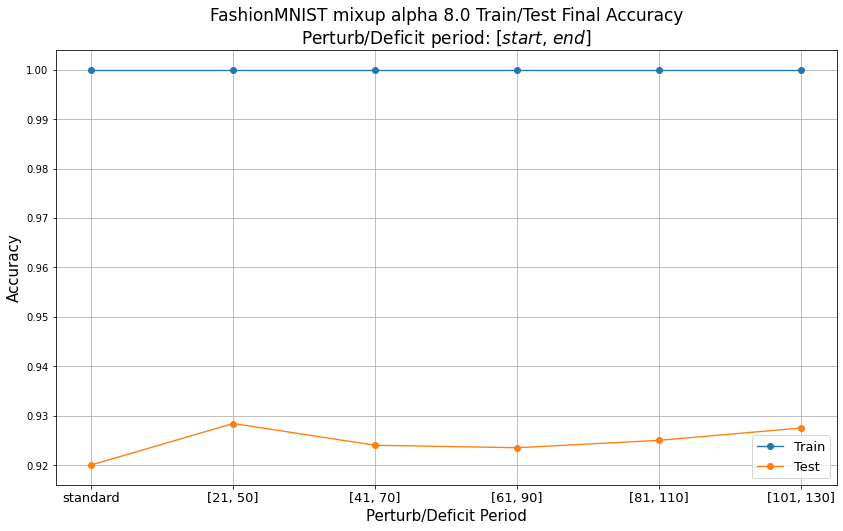 FashionMNIST mixup alpha 8.0 Train/Test Final Accuracy
Perturb/Deficit period: [start, end]
1.00
0.99
0.98
0.97
0.96
0.95
0.94
0.93
0.92
Accuracy
Train
Test
standard [21, 50] [41, 70] [61, 90] [81, 110] [101, 130]
Perturb/Deficit Period